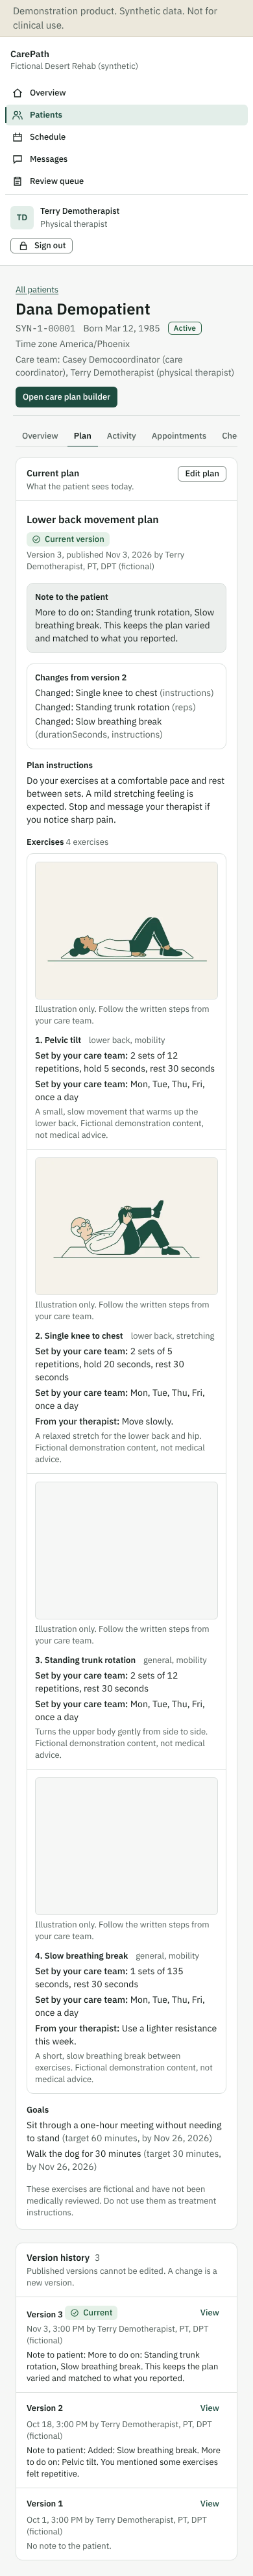 Demonstration product. Synthetic data. Not for
clinical use.
CarePath
Fictional Desert Rehab (synthetic)
Overview
Patients
Schedule
Messages
Review queue
TD
Terry Demotherapist
Physical therapist
Sign out
All patients
Dana Demopatient
SYN-1-00001 Born Mar 12, 1985 Active
Time zone America/Phoenix
Care team: Casey Democoordinator (care
coordinator), Terry Demotherapist (physical therapist)
Open care plan builder
Overview Plan Activity Appointments Che
Current plan
Edit plan
What the patient sees today.
Lower back movement plan
Current version
Version 3, published Nov 3, 2026 by Terry
Demotherapist, PT, DPT (fictional)
Note to the patient
More to do on: Standing trunk rotation, Slow
breathing break. This keeps the plan varied
and matched to what you reported.
Changes from version 2
Changed: Single knee to chest (instructions)
Changed: Standing trunk rotation (reps)
Changed: Slow breathing break
(durationSeconds, instructions)
Plan instructions
Do your exercises at a comfortable pace and rest
between sets. A mild stretching feeling is
expected. Stop and message your therapist if
you notice sharp pain.
Exercises 4 exercises
Illustration only. Follow the written steps from
your care team.
1. Pelvic tilt lower back, mobility
Set by your care team: 2 sets of 12
repetitions, hold 5 seconds, rest 30 seconds
Set by your care team: Mon, Tue, Thu, Fri,
once a day
A small, slow movement that warms up the
lower back. Fictional demonstration content,
not medical advice.
Illustration only. Follow the written steps from
your care team.
2. Single knee to chest lower back, stretching
Set by your care team: 2 sets of 5
repetitions, hold 20 seconds, rest 30
seconds
Set by your care team: Mon, Tue, Thu, Fri,
once a day
From your therapist: Move slowly.
A relaxed stretch for the lower back and hip.
Fictional demonstration content, not medical
advice.
Illustration only. Follow the written steps from
your care team.
3. Standing trunk rotation general, mobility
Set by your care team: 2 sets of 12
repetitions, rest 30 seconds
Set by your care team: Mon, Tue, Thu, Fri,
once a day
Turns the upper body gently from side to side.
Fictional demonstration content, not medical
advice.
Illustration only. Follow the written steps from
your care team.
4. Slow breathing break general, mobility
Set by your care team: 1 sets of 135
seconds, rest 30 seconds
Set by your care team: Mon, Tue, Thu, Fri,
once a day
From your therapist: Use a lighter resistance
this week.
A short, slow breathing break between
exercises. Fictional demonstration content, not
medical advice.
Goals
Sit through a one-hour meeting without needing
to stand (target 60 minutes, by Nov 26, 2026)
Walk the dog for 30 minutes (target 30 minutes,
by Nov 26, 2026)
These exercises are fictional and have not been
medically reviewed. Do not use them as treatment
instructions.
Version history 3
Published versions cannot be edited. A change is a
new version.
Version 3 Current View
Nov 3, 3:00 PM by Terry Demotherapist, PT, DPT
(fictional)
Note to patient: More to do on: Standing trunk
rotation, Slow breathing break. This keeps the plan
varied and matched to what you reported.
Version 2 View
Oct 18, 3:00 PM by Terry Demotherapist, PT, DPT
(fictional)
Note to patient: Added: Slow breathing break. More
to do on: Pelvic tilt. You mentioned some exercises
felt repetitive.
Version 1 View
Oct 1, 3:00 PM by Terry Demotherapist, PT, DPT
(fictional)
No note to the patient.